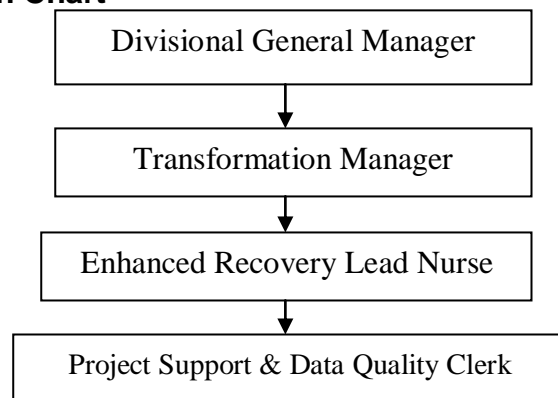 Chart
Divisional General Manager
Transformation Manager
Enhanced Recovery Lead Nurse
Project Support & Data Quality Clerk